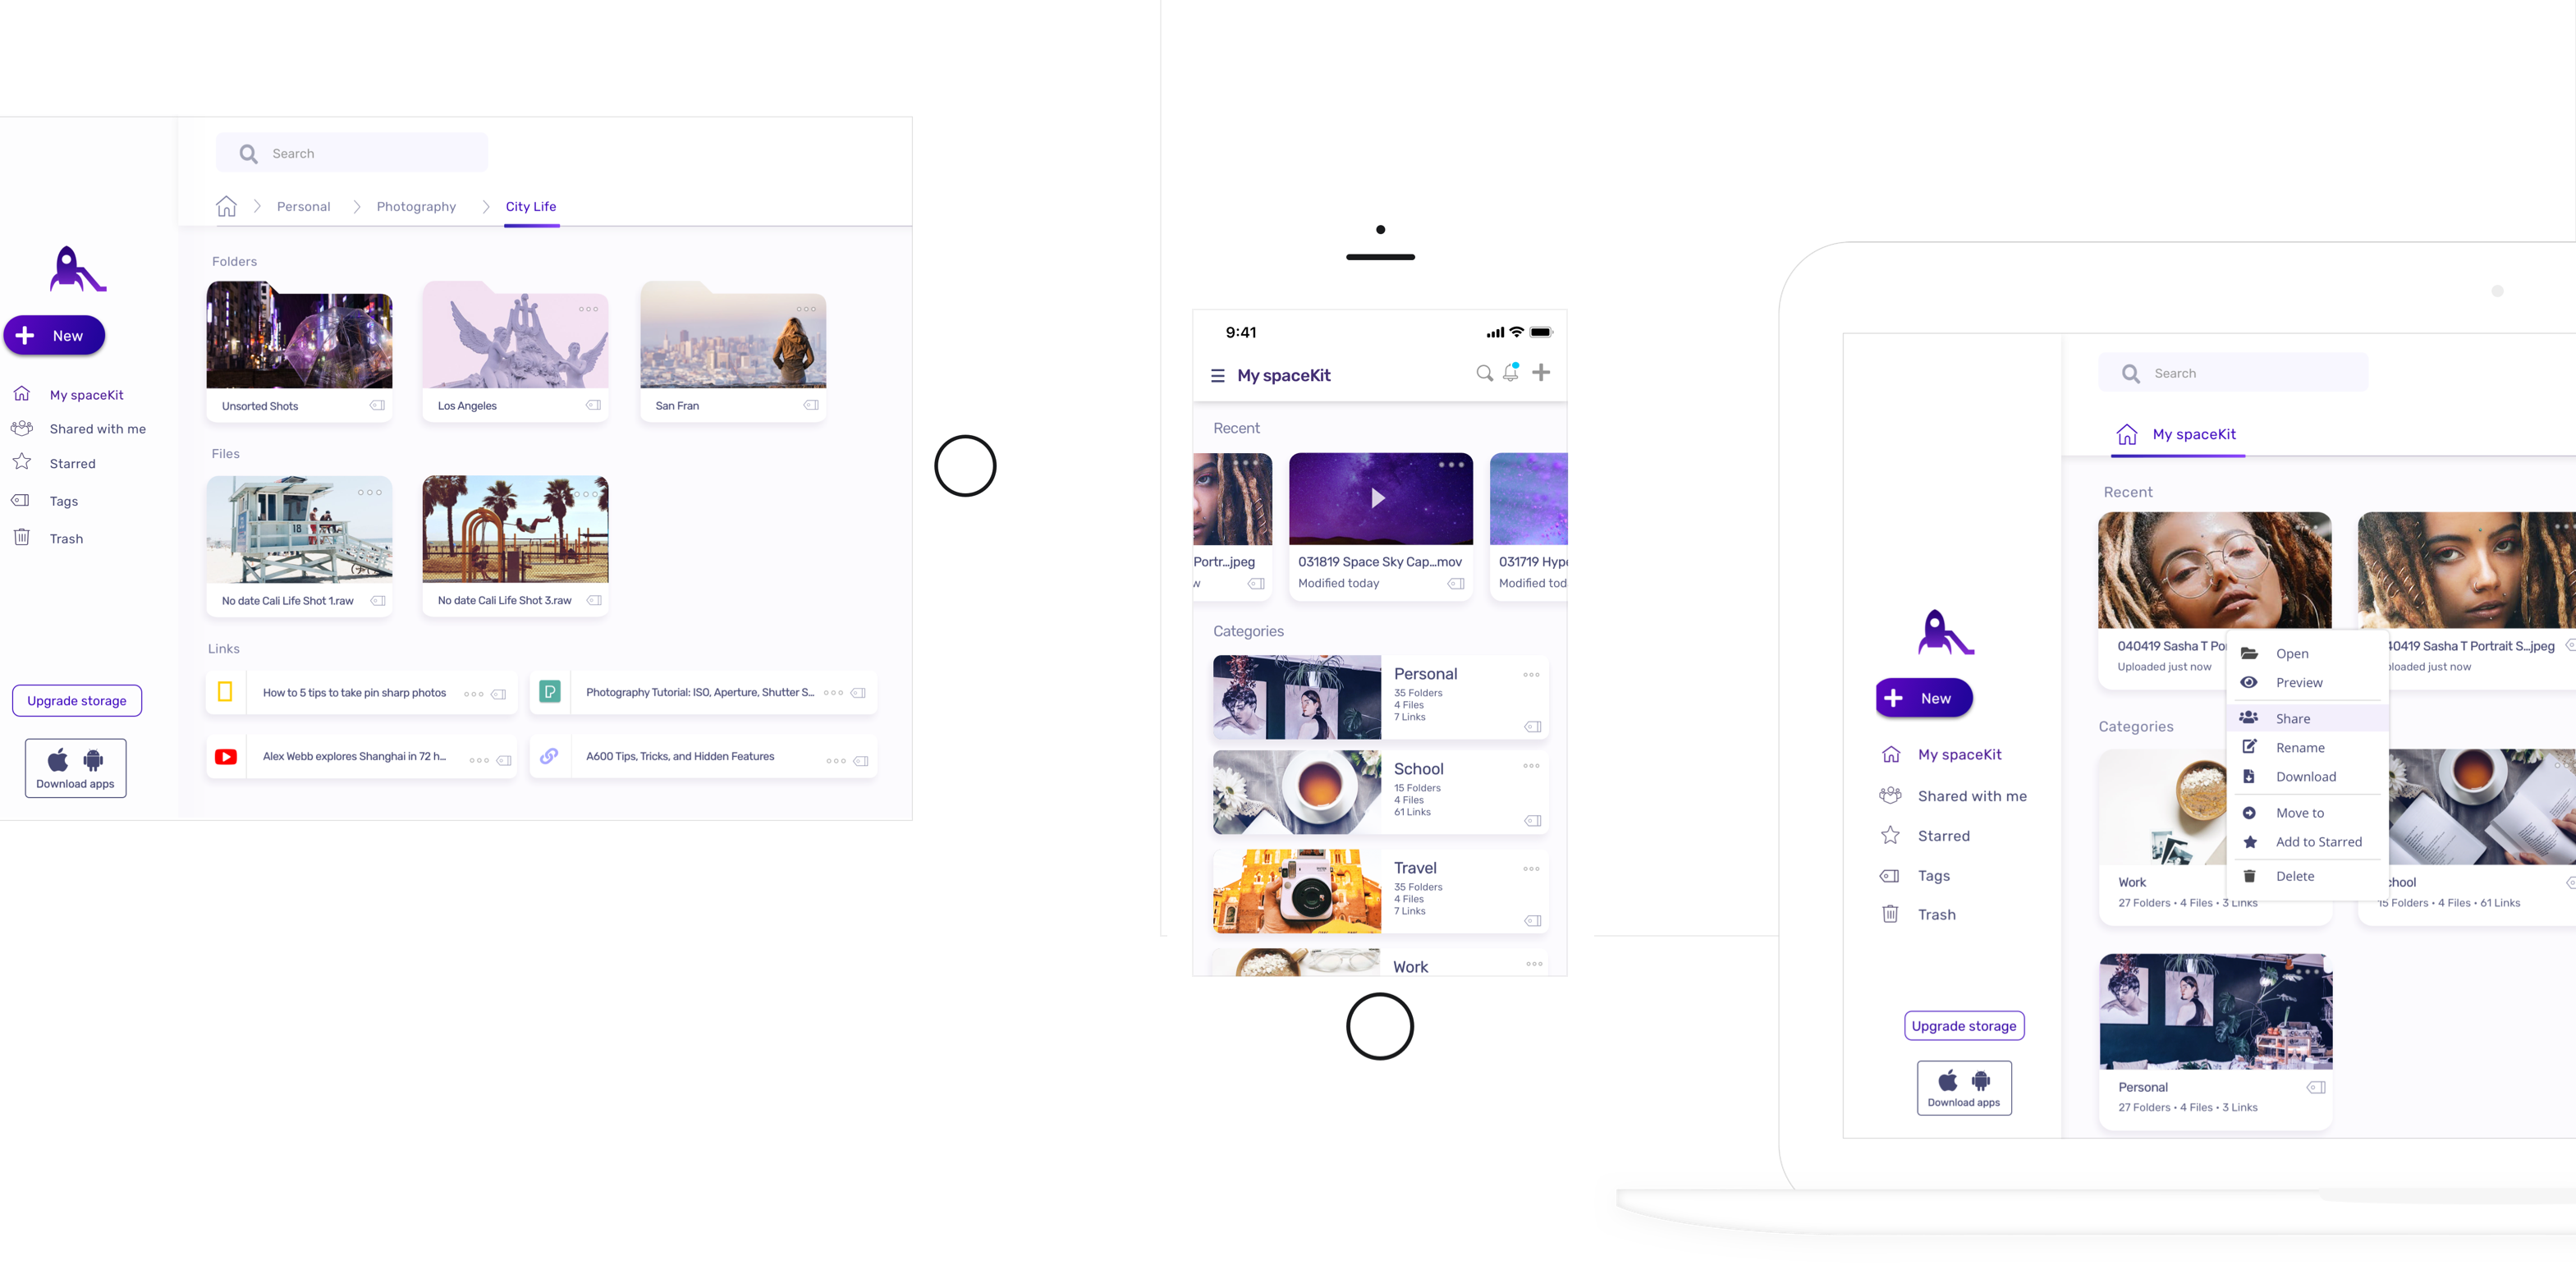 Search
Personal
Photography
City Life
New
My spaceKit
Shared with me
Starred
Tags
Trash
Upgrade storage
Download apps
Folders
Unsorted Shots
Los Angeles
San Fran
Files
18
No date Cali Life Shot 1.raw
No date Cali Life Shot 3.raw
Links
How to 5 tips to take pin sharp photos
Photography Tutorial: ISO, Aperture, Shutter S...
Alex Webb explores Shanghai in 72 h...
A600 Tips, Tricks, and Hidden Features
9:41
My spaceKit
Recent
Portr...jpeg
w
031819 Space Sky Cap...mov
Modified today
031719 Hyp
Modified tod
Categories
Personal
35 Folders
4 Files
7 Links
School
15 Folders
4 Files
61 Links
Travel
35 Folders
4 Files
7 Links
Work
New
My spaceKit
Shared with me
Starred
Tags
Trash
Upgrade storage
Download apps
Search
My spaceKit
Recent
040419 Sasha T Po
Uploaded just now
40419 Sasha T Portrait S...jpeg
loaded just now
Open
Preview
Share
Rename
Download
Move to
Add to Starred
Delete
Categories
Work
27 Folders • 4 Files • 3 Links
chool
15 Folders • 4 Files • 61 Links
Personal
27 Folders • 4 Files • 3 Links